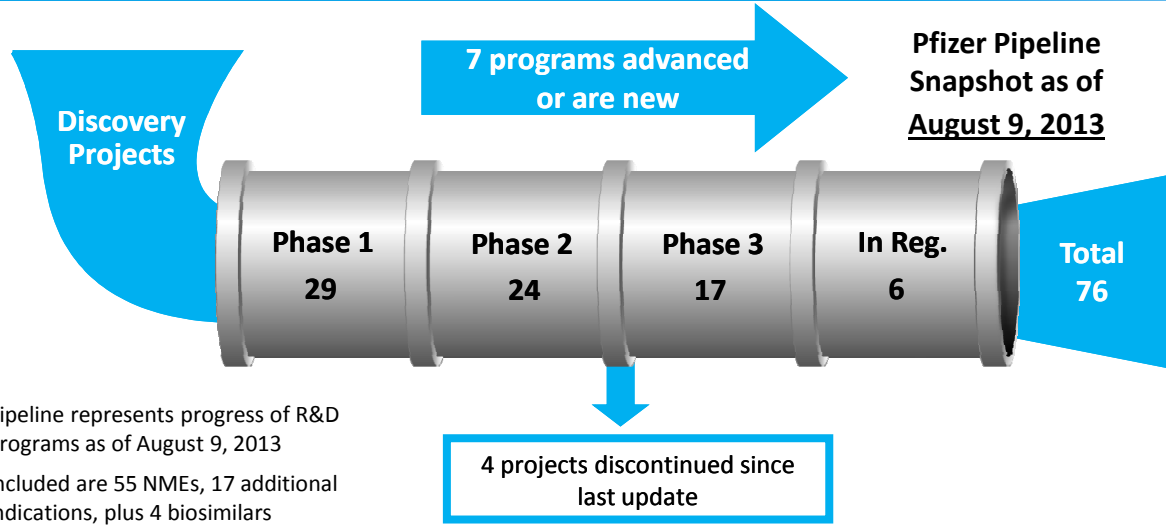 7 programs advanced
or are new
Pfizer Pipeline
Snapshot as of
August 9, 2013
Discovery
Projects
Phase 1
29
Phase 2
24
Phase 3
17
In Reg.
6
Total
76
ipeline represents progress of R&D
rograms as of August 9, 2013
ncluded are 55 NMEs, 17 additional
ndications, plus 4 biosimilars
4 projects discontinued since
last update